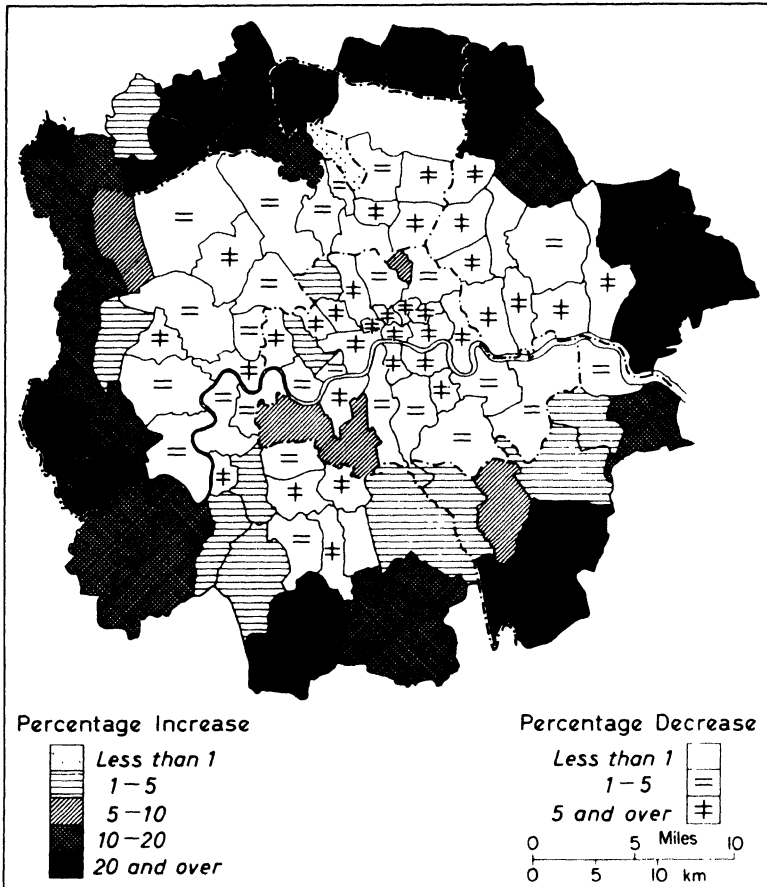 Percentage Increase
Less than 1
1–5
5–10
10–20
20 and over
Percentage Decrease
Less than 1
1–5
5 and over
0 5 Miles 10
0 5 10 km